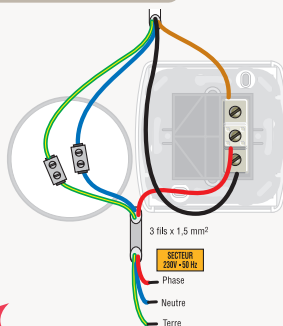 3 fils x 1,5 mm²
SECTEUR
230V • 50 Hz
Phase
Neutre
Terre